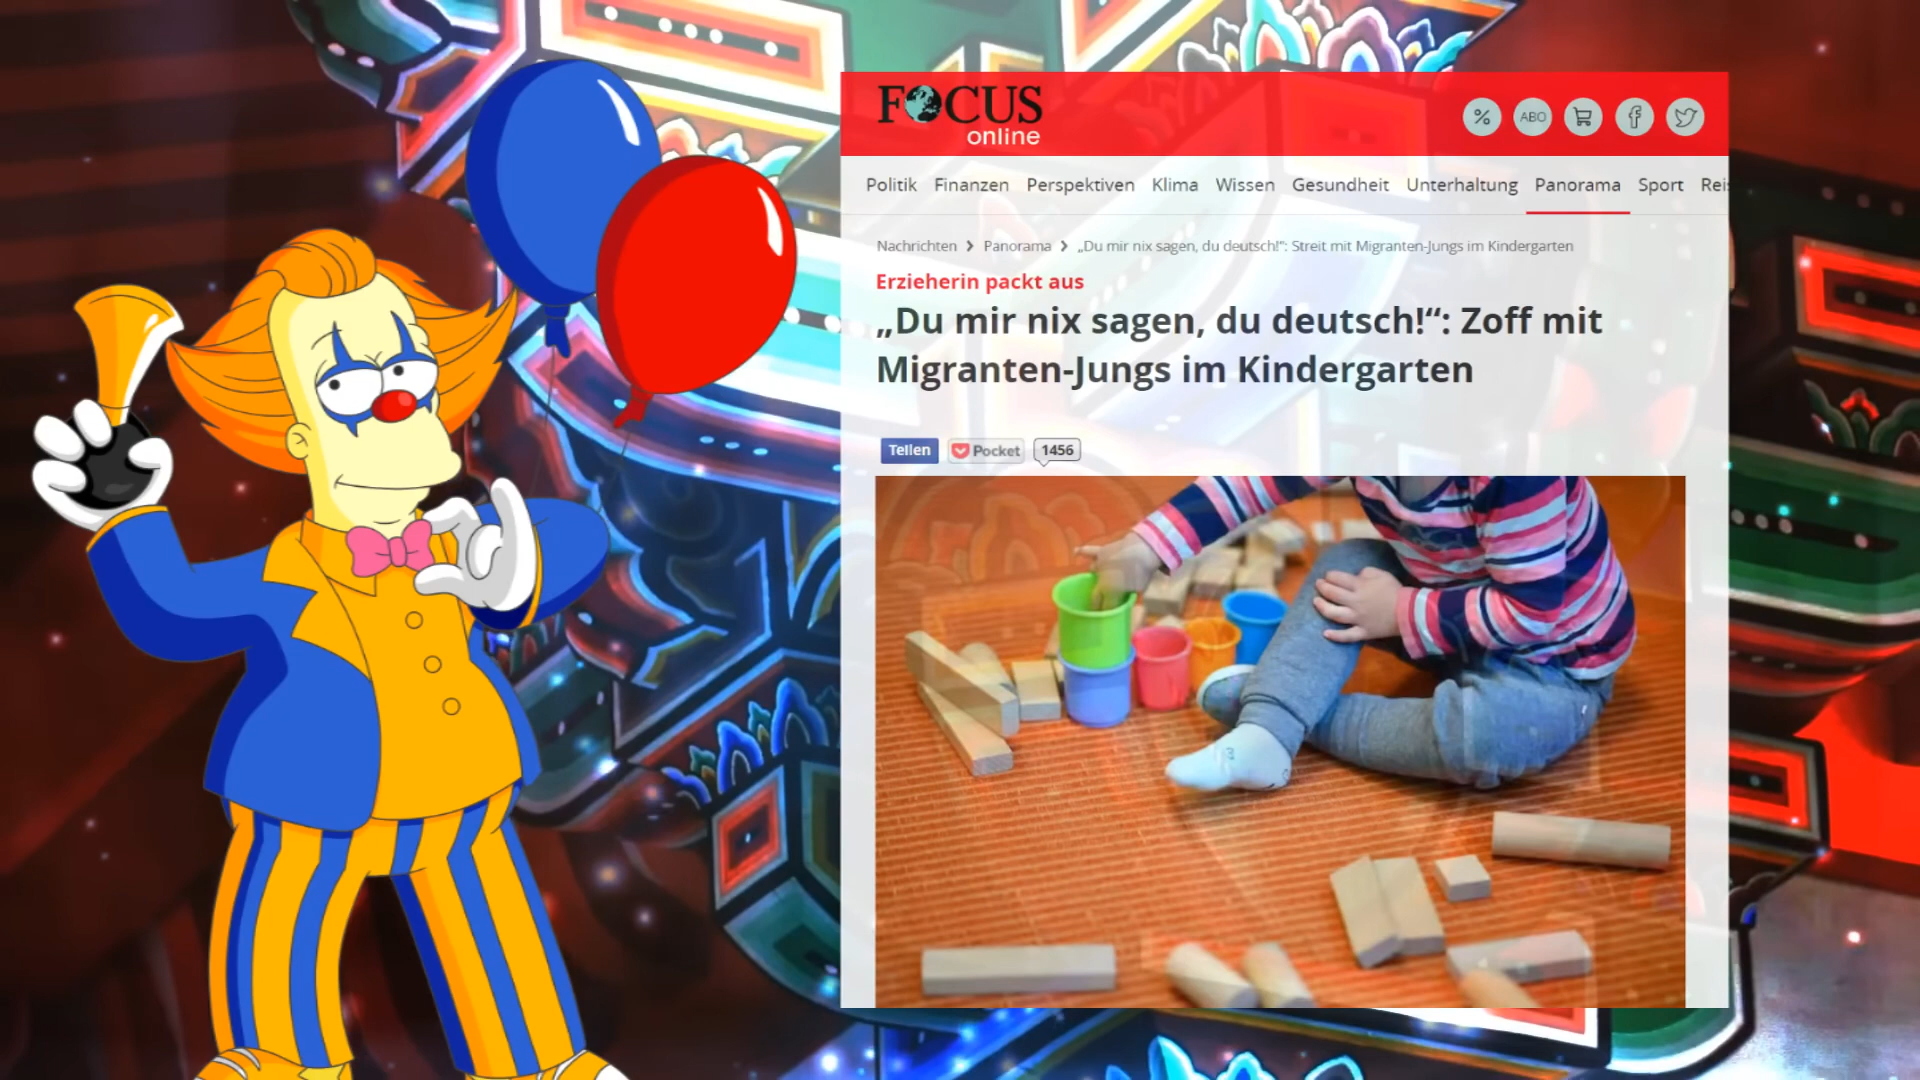 FOCUS
online
% ABO
Politik Finanzen Perspektiven Klima Wissen Gesundheit Unterhaltung Panorama Sport Rei
Nachrichten > Panorama > „Du mir nix sagen, du deutsch!“: Streit mit Migranten-Jungs im Kindergarten
Erzieherin packt aus
„Du mir nix sagen, du deutsch!“: Zoff mit
Migranten-Jungs im Kindergarten
Teilen Pocket 1456